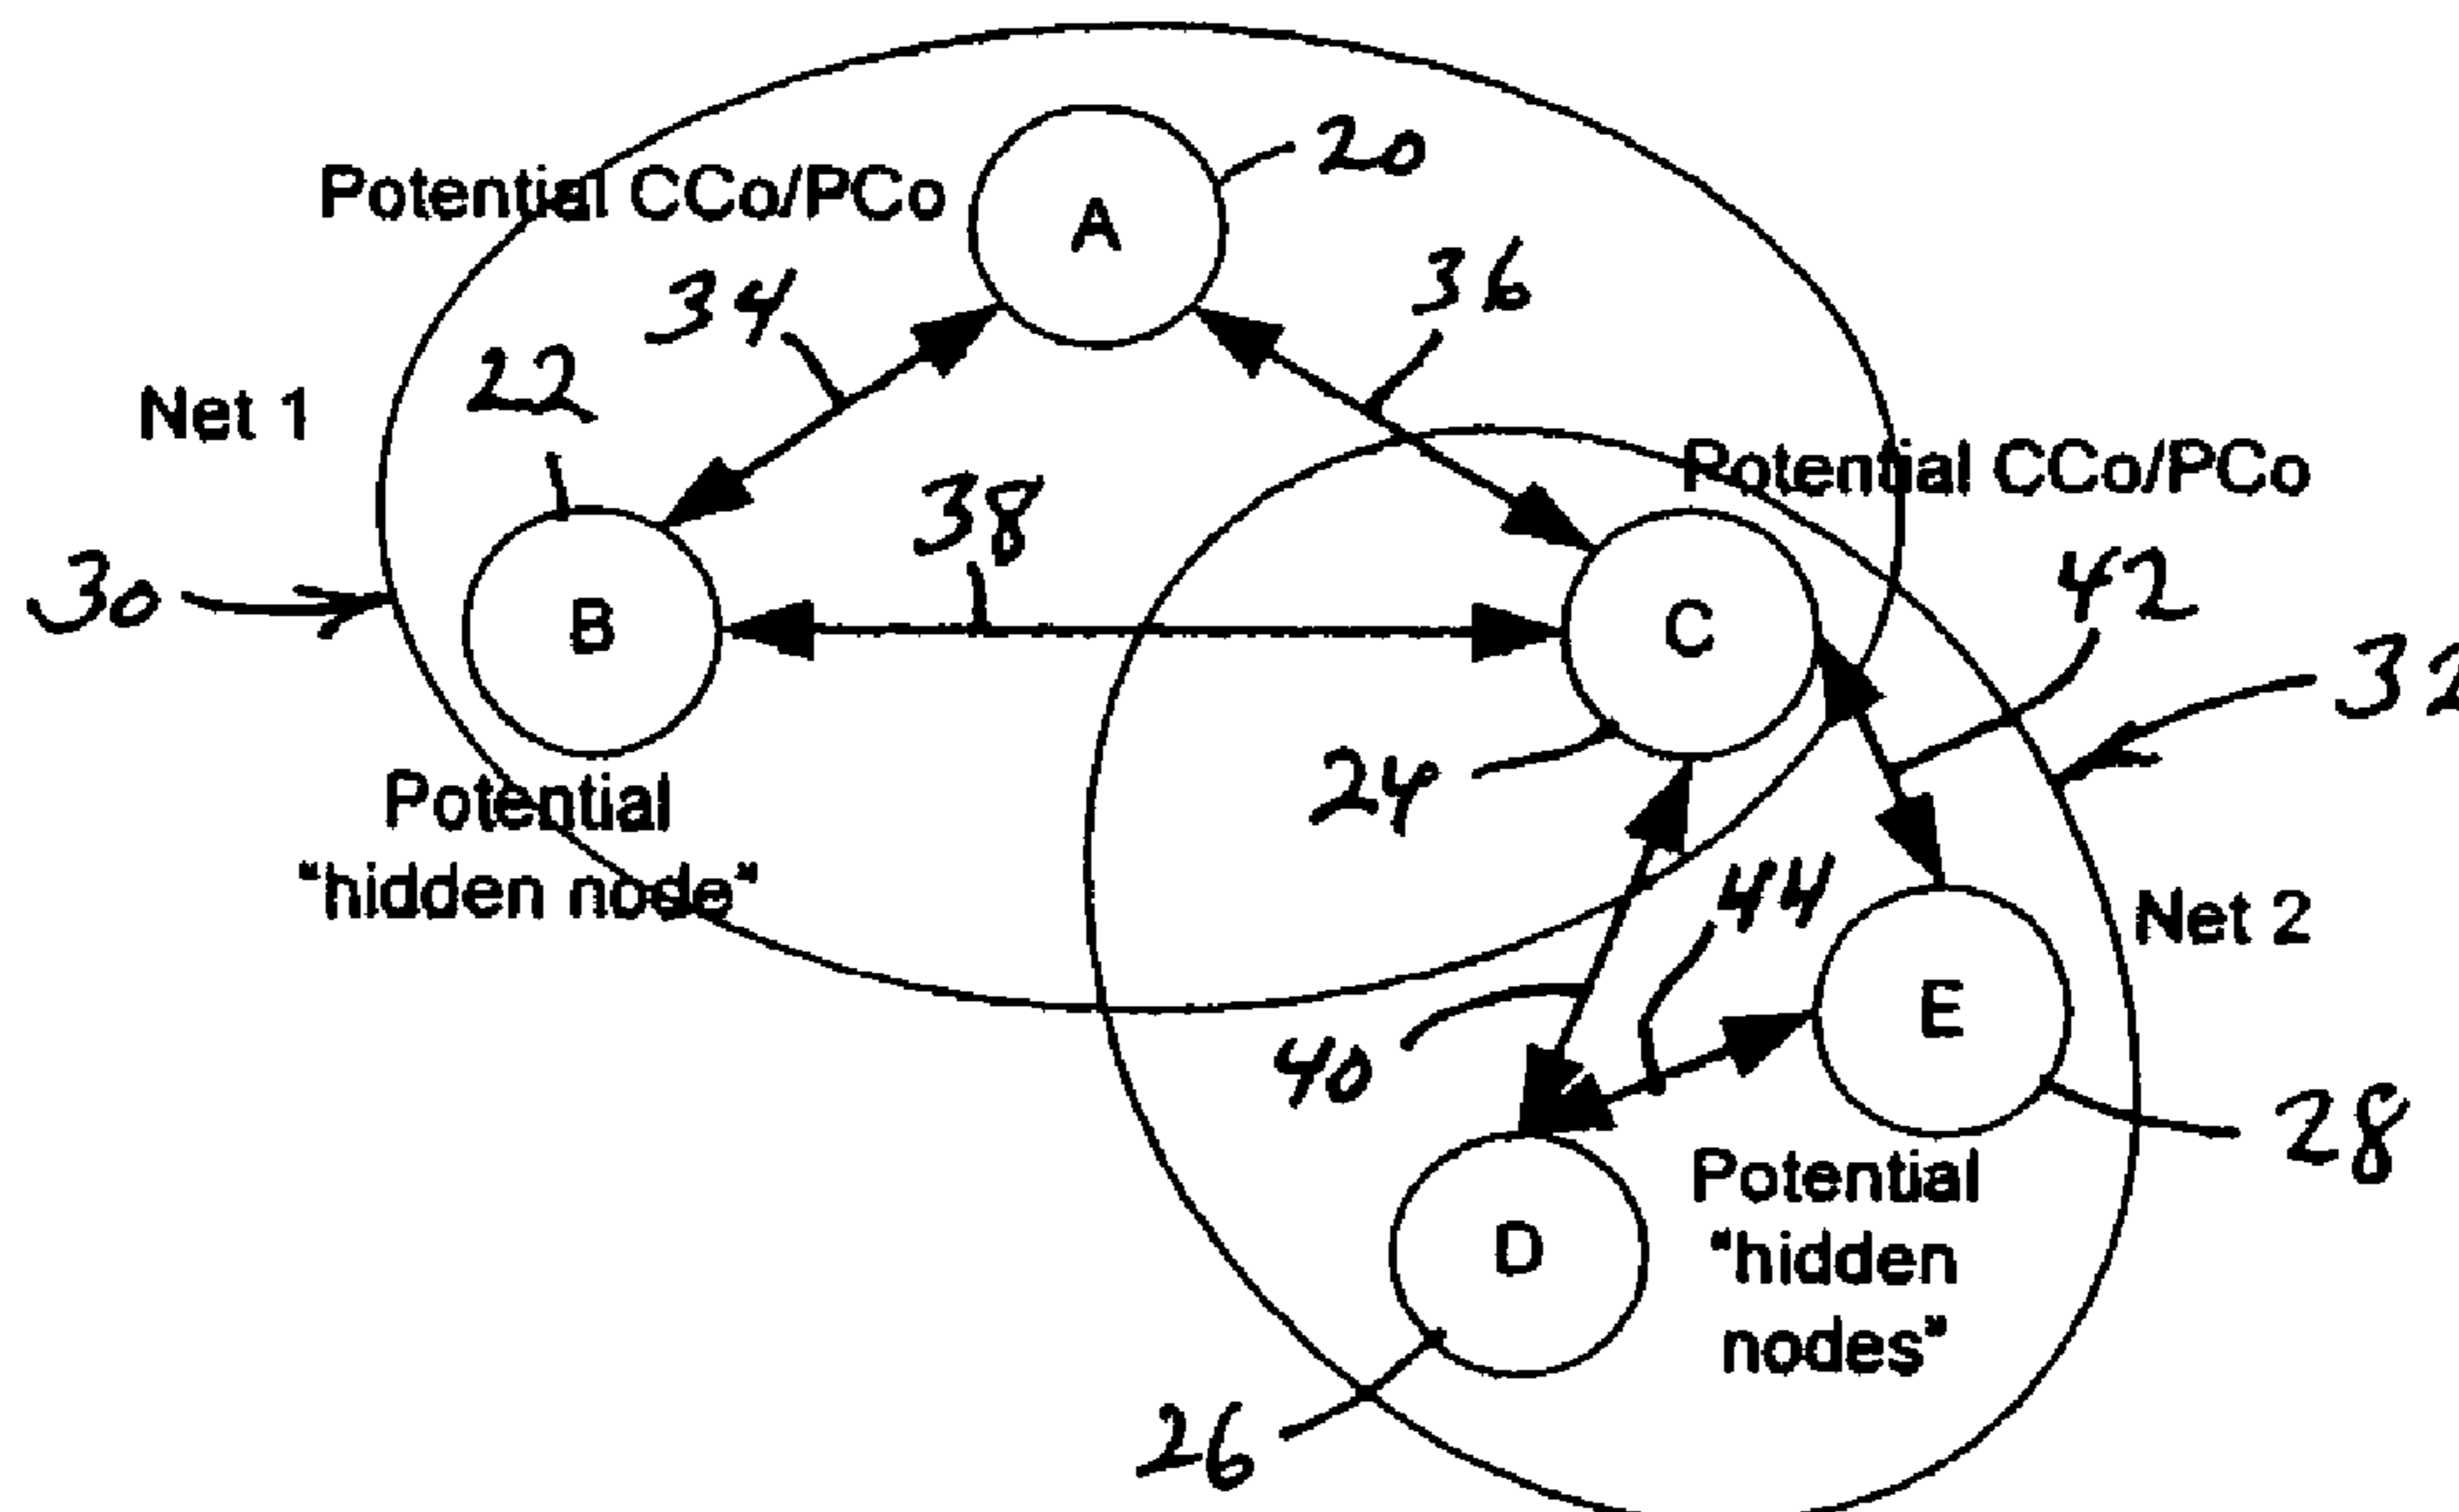 20
Potential CCo/PCo
A
36
34
22
Net 1
Potential CCo/PCo
38
42
30
B
C
32
24
Potential
"hidden node"
44
Net 2
E
40
28
Potential
"hidden
nodes"
D
26